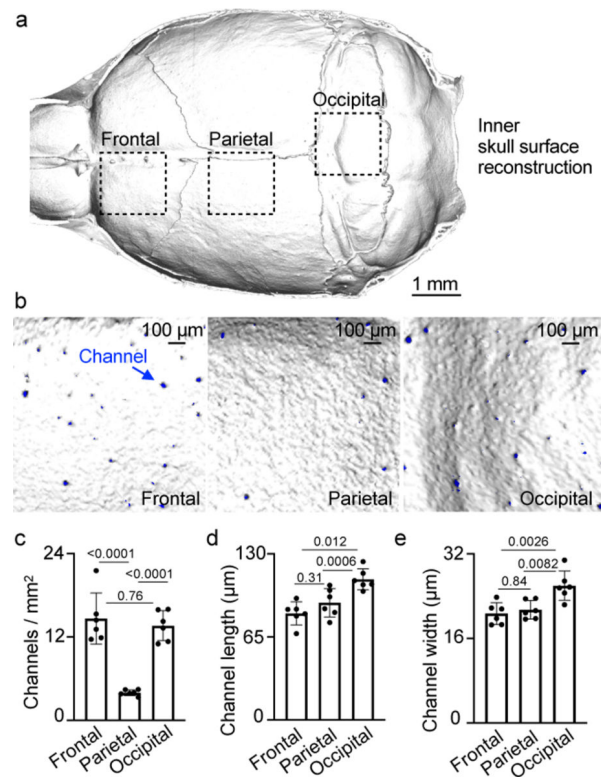 a
Frontal
Parietal
Occipital
Inner
skull surface
reconstruction
1 mm
b
100 µm
100 µm
100 µm
Channel
Frontal
Parietal
Occipital
c
24
12
0
Channels / mm²
<0.0001
<0.0001
0.76
Frontal
Parietal
Occipital
d
130
65
0
Channel length (µm)
0.012
0.0006
0.31
Frontal
Parietal
Occipital
e
32
16
0
Channel width (µm)
0.0026
0.0082
0.84
Frontal
Parietal
Occipital